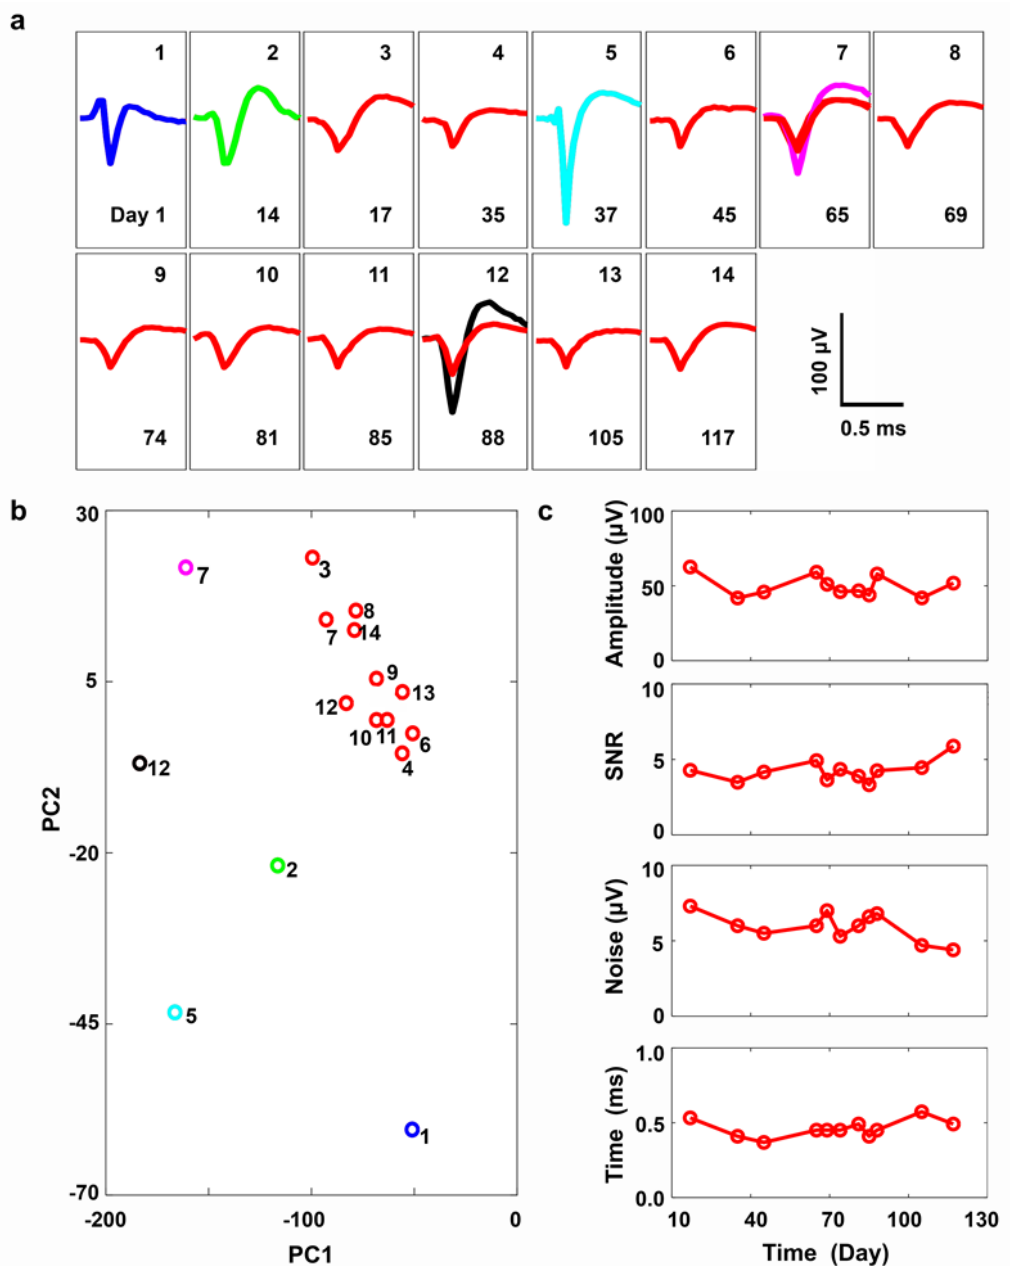 a
1 2 3 4 5 6 7 8
Day 1 14 17 35 37 45 65 69
9 10 11 12 13 14
100 µV
0.5 ms
74 81 85 88 105 117
b
30
5
-20
-45
-70
PC2
-200 -100 0
PC1
3
7
8
7 14
9
13
12
10 11
6
4
12
2
5
1
c
100
50
0
Amplitude (µV)
10
5
0
SNR
10
5
0
Noise (µV)
1.0
0.5
0.0
Time (ms)
10 40 70 100 130
Time (Day)